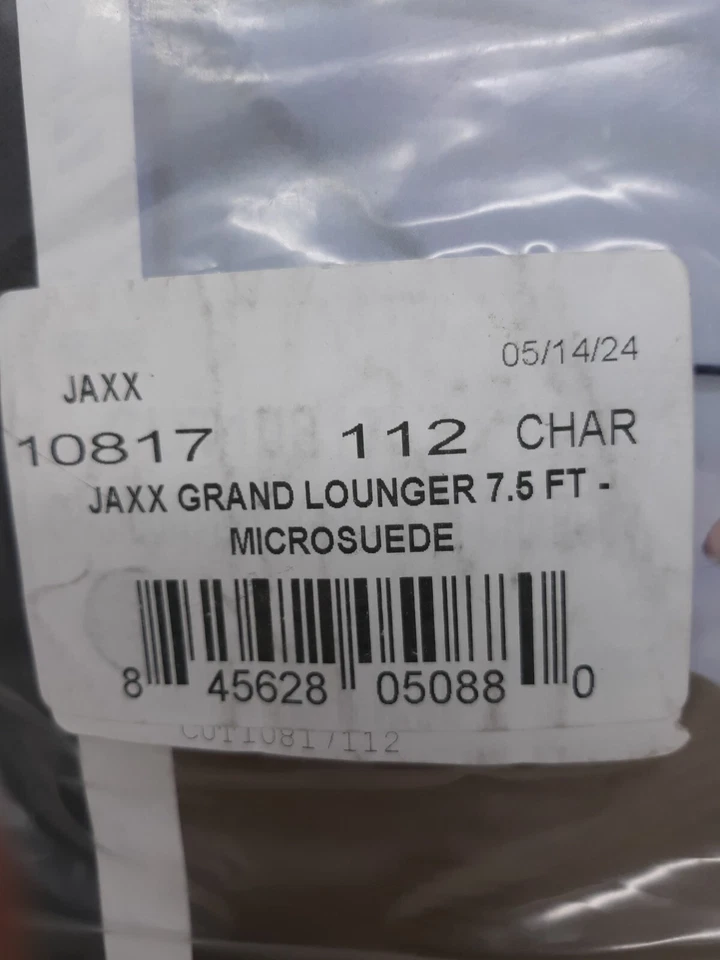 05/14/24
JAXX
10817 112 CHAR
JAXX GRAND LOUNGER 7.5 FT -
MICROSUEDE
8 45628 05088 0